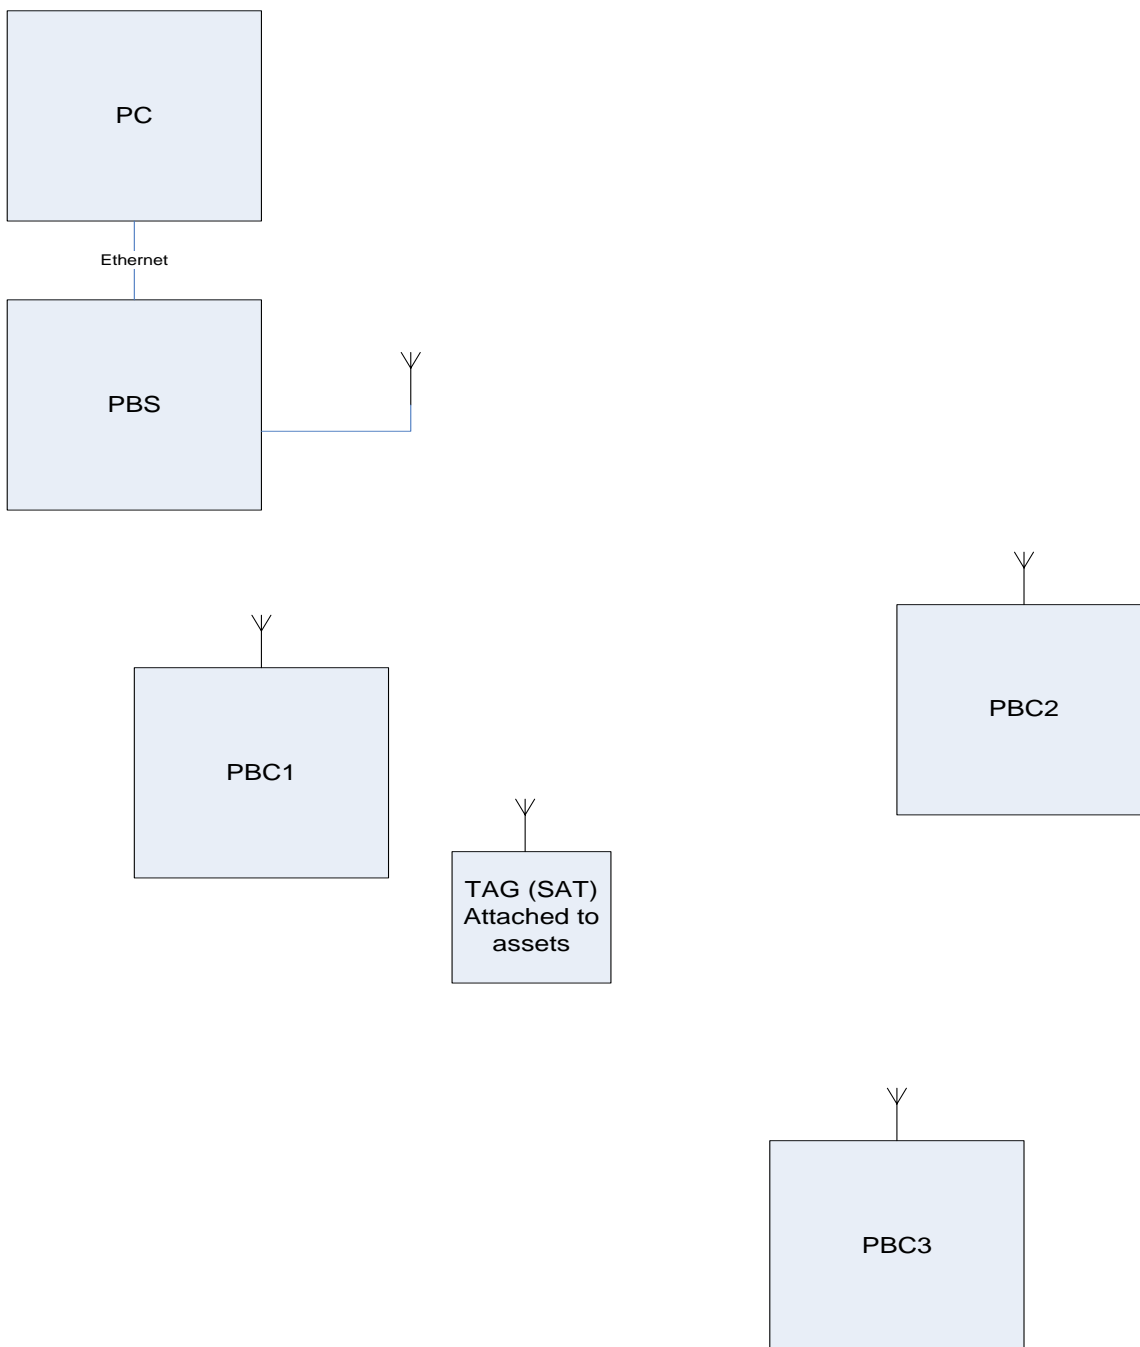 PC
Ethernet
PBS
PBC2
PBC1
TAG (SAT)
Attached to
assets
PBC3